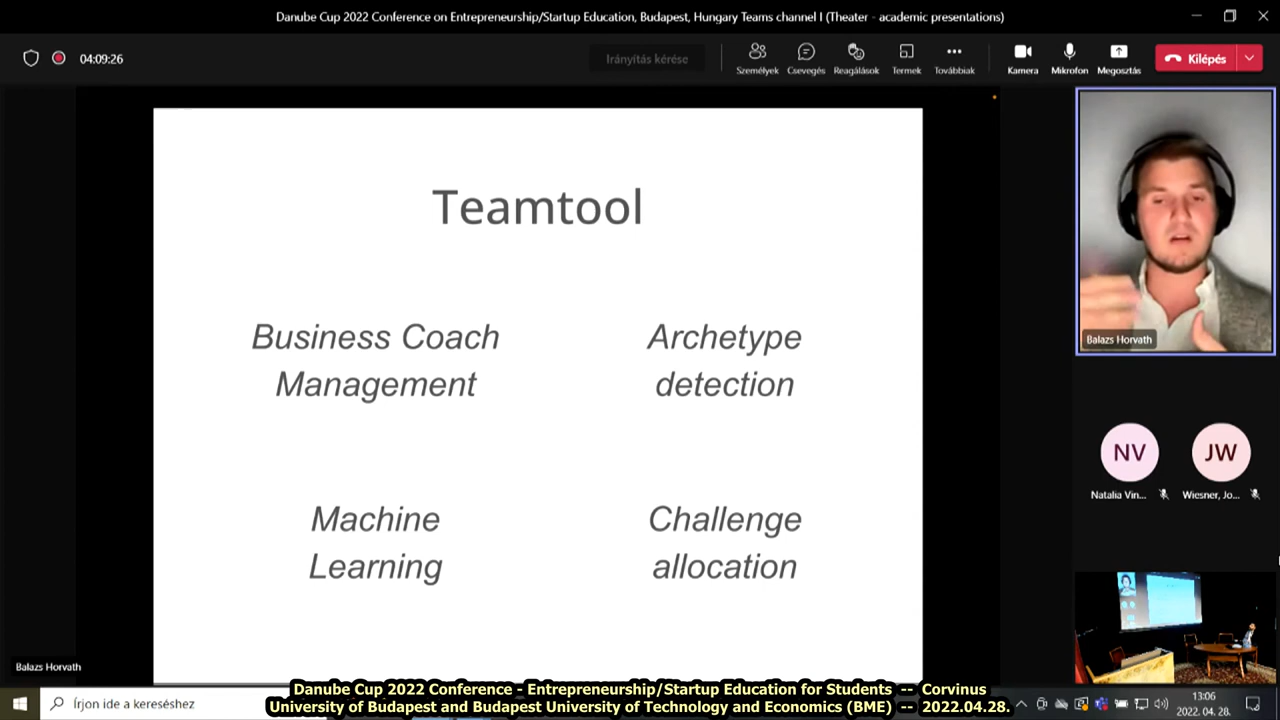 Danube Cup 2022 Conference on Entrepreneurship/Startup Education, Budapest, Hungary Teams channel I (Theater - academic presentations)
04:09:26
Irányítás kérése
Személyek
Csevegés
Reagálások
Termek
Továbbiak
Kamera
Mikrofon
Megosztás
Kilépés
Teamtool
Business Coach
Management
Archetype
detection
Machine
Learning
Challenge
allocation
Balazs Horvath
NV
JW
Natalia Vin...
Wiesner, Jo...
Balazs Horvath
Írjon ide a kereséshez
13:06
2022. 04. 28.
Danube Cup 2022 Conference - Entrepreneurship/Startup Education for Students -- Corvinus
University of Budapest and Budapest University of Technology and Economics (BME) -- 2022.04.28.